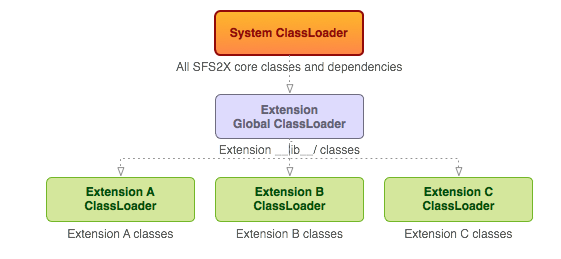 System ClassLoader
All SFS2X core classes and dependencies
Extension
Global ClassLoader
Extension __lib__/ classes
Extension A
ClassLoader
Extension B
ClassLoader
Extension C
ClassLoader
Extension A classes
Extension B classes
Extension C classes